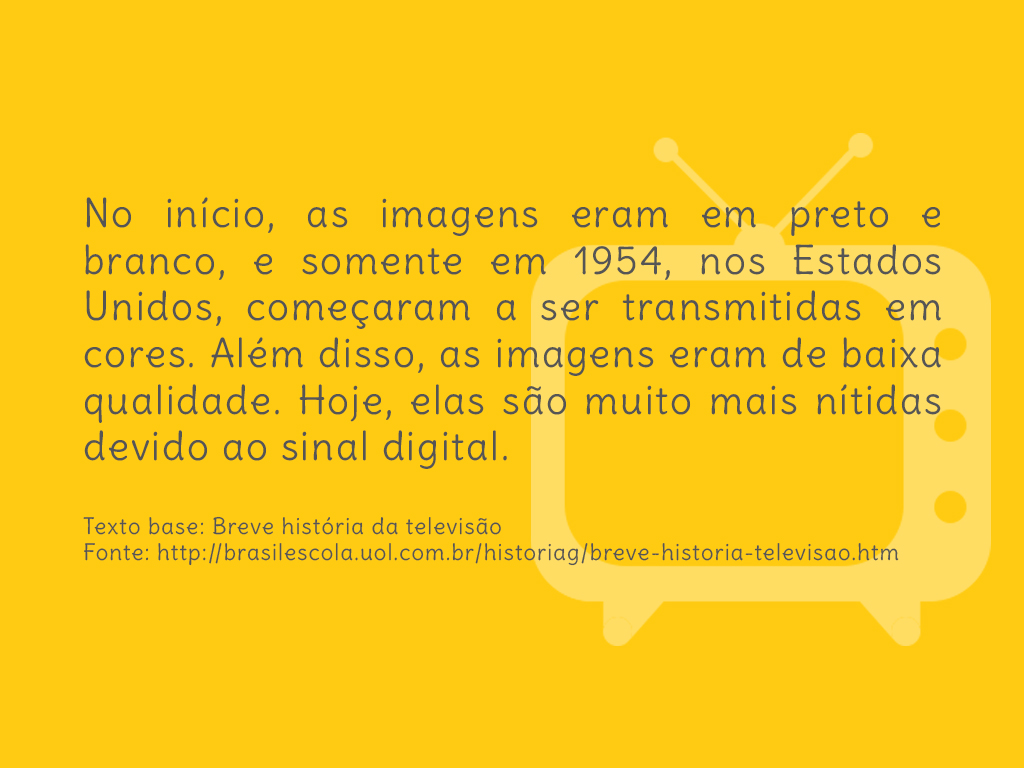 No início, as imagens eram em preto e
branco, e somente em 1954, nos Estados
Unidos, começaram a ser transmitidas em
cores. Além disso, as imagens eram de baixa
qualidade. Hoje, elas são muito mais nítidas
devido ao sinal digital.
Texto base: Breve história da televisão
Fonte: http://brasilescola.uol.com.br/historiag/breve-historia-televisao.htm